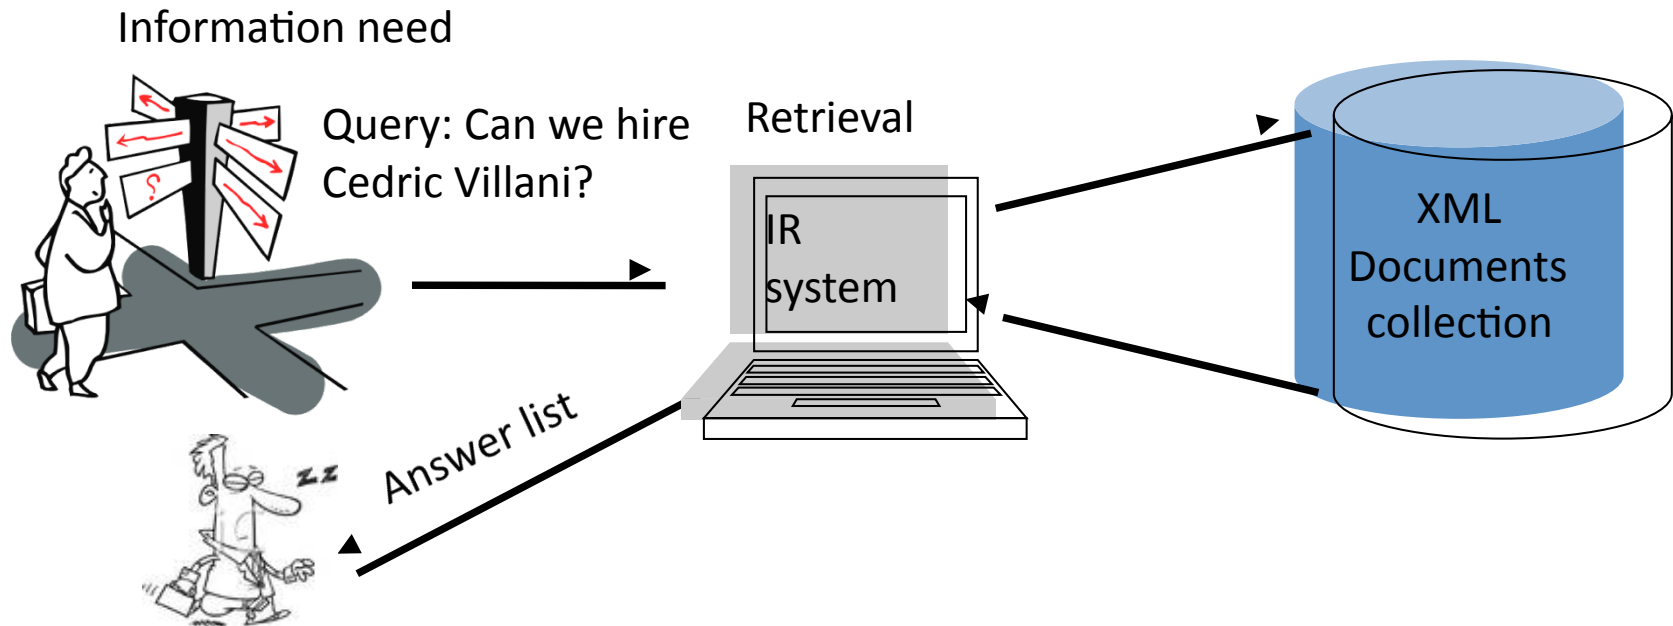 Information need
Query: Can we hire
Cedric Villani?
?
Retrieval
IR
system
XML
Documents
collection
Answer list
z z